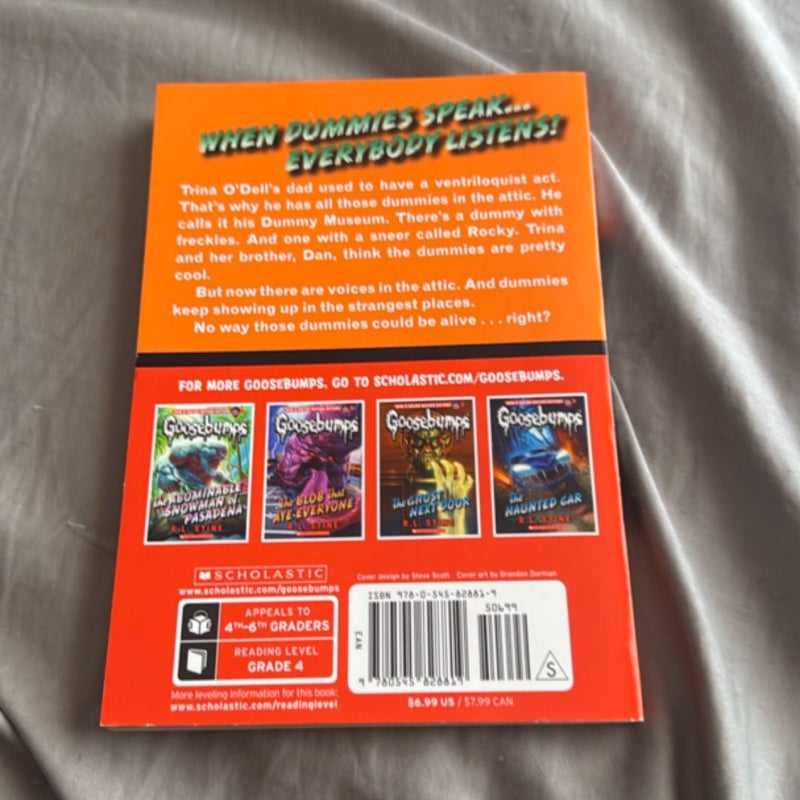 WHEN DUMMIES SPEAK...
EVERYBODY LISTENS!
Trina O'Dell's dad used to have a ventriloquist act.
That's why he has all those dummies in the attic. He
calls it his Dummy Museum. There's a dummy with
freckles. And one with a sneer called Rocky. Trina
and her brother, Dan, think the dummies are pretty
cool.
But now there are voices in the attic. And dummies
keep showing up in the strangest places.
No way those dummies could be alive . . . right?
FOR MORE GOOSEBUMPS, GO TO SCHOLASTIC.COM/GOOSEBUMPS.
Goosebumps
THE ABOMINABLE
SNOWMAN OF
PASADENA
R.L. STINE
Goosebumps
THE BLOB THAT
ATE EVERYONE
R.L. STINE
Goosebumps
THE GHOST
NEXT DOOR
R.L. STINE
Goosebumps
THE
HAUNTED CAR
R.L. STINE
SCHOLASTIC
www.scholastic.com/goosebumps
APPEALS TO
4TH-6TH GRADERS
READING LEVEL
GRADE 4
More leveling information for this book:
www.scholastic.com/readinglevel
Cover design by Steve Scott Cover art by Brandon Dorman
ISBN 978-0-545-82881-9
50699
EAN
9 780545 828819
S
$6.99 US / $7.99 CAN